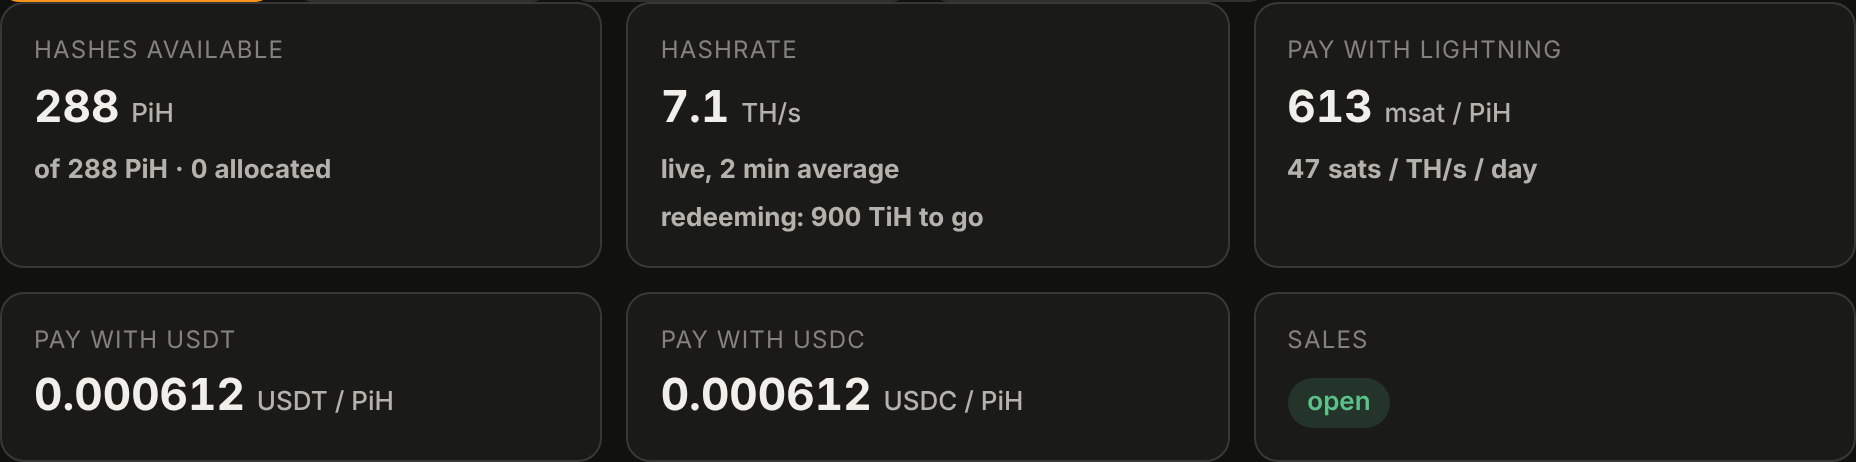 HASHES AVAILABLE
288 PiH
of 288 PiH · 0 allocated
HASHRATE
7.1 TH/s
live, 2 min average
redeeming: 900 TiH to go
PAY WITH LIGHTNING
613 msat / PiH
47 sats / TH/s / day
PAY WITH USDT
0.000612 USDT / PiH
PAY WITH USDC
0.000612 USDC / PiH
SALES
open